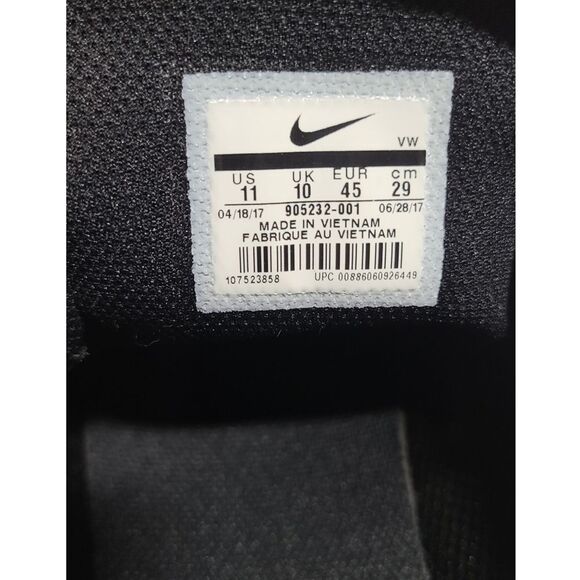 VW
US UK EUR cm
11 10 45 29
04/18/17 905232-001 06/28/17
MADE IN VIETNAM
FABRIQUE AU VIETNAM
107523858 UPC 00886060926449